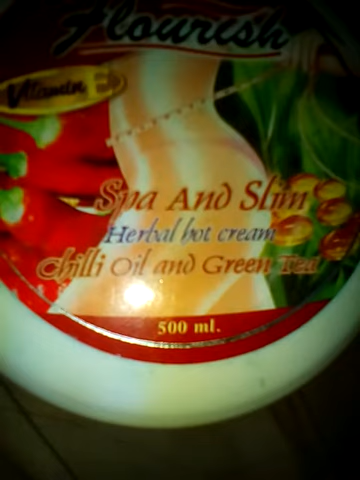 Flourish
Vitamin
Spa And Slim
Herbal hot cream
Chilli Oil and Green Tea
500 ml.